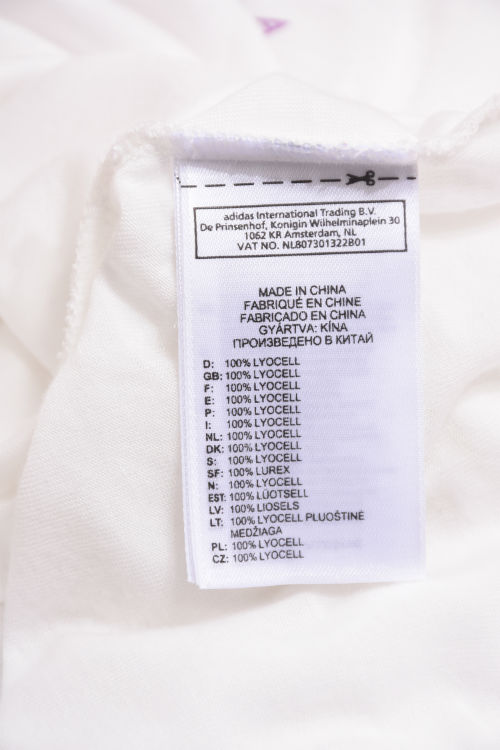 adidas International Trading B.V.
De Prinsenhof, Konigin Wilhelminaplein 30
1062 KR Amsterdam, NL
VAT NO. NL807301322B01
MADE IN CHINA
FABRIQUÉ EN CHINE
FABRICADO EN CHINA
GYÁRTVA: KÍNA
ПРОИЗВЕДЕНО В КИТАЙ
D: 100% LYOCELL
GB: 100% LYOCELL
F: 100% LYOCELL
E: 100% LYOCELL
P: 100% LYOCELL
I: 100% LYOCELL
NL: 100% LYOCELL
DK: 100% LYOCELL
S: 100% LYOCELL
SF: 100% LUREX
N: 100% LYOCELL
EST: 100% LÜOTSELL
LV: 100% LIOSELS
LT: 100% LYOCELL PLUOŠTINĖ
MEDŽIAGA
PL: 100% LYOCELL
CZ: 100% LYOCELL